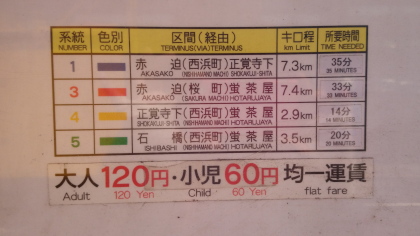 系統 色別 区間（経由） キロ程 所要時間
NUMBER COLOR TERMINUS(VIA)TERMINUS km Limit TIME NEEDED
1 赤迫(西浜町)正覚寺下 7.3km 35分
AKASAKO (NISHIHAMANO MACHI) SHOKAKUJI-SHITA 35 MINUTES
3 赤迫(桜町)蛍茶屋 7.4km 33分
AKASAKO (SAKURA MACHI) HOTARUJAYA 33 MINUTES
4 正覚寺下(西浜町)蛍茶屋 2.9km 14分
SHOKAKUJI-SHITA (NISHIHAMANO MACHI) HOTARUJAYA 14 MINUTES
5 石橋(西浜町)蛍茶屋 3.5km 20分
ISHIBASHI (NISHIHAMANO MACHI) HOTARUJAYA 20 MINUTES
大人120円・小児60円 均一運賃
Adult 120 Yen Child 60 Yen flat fare